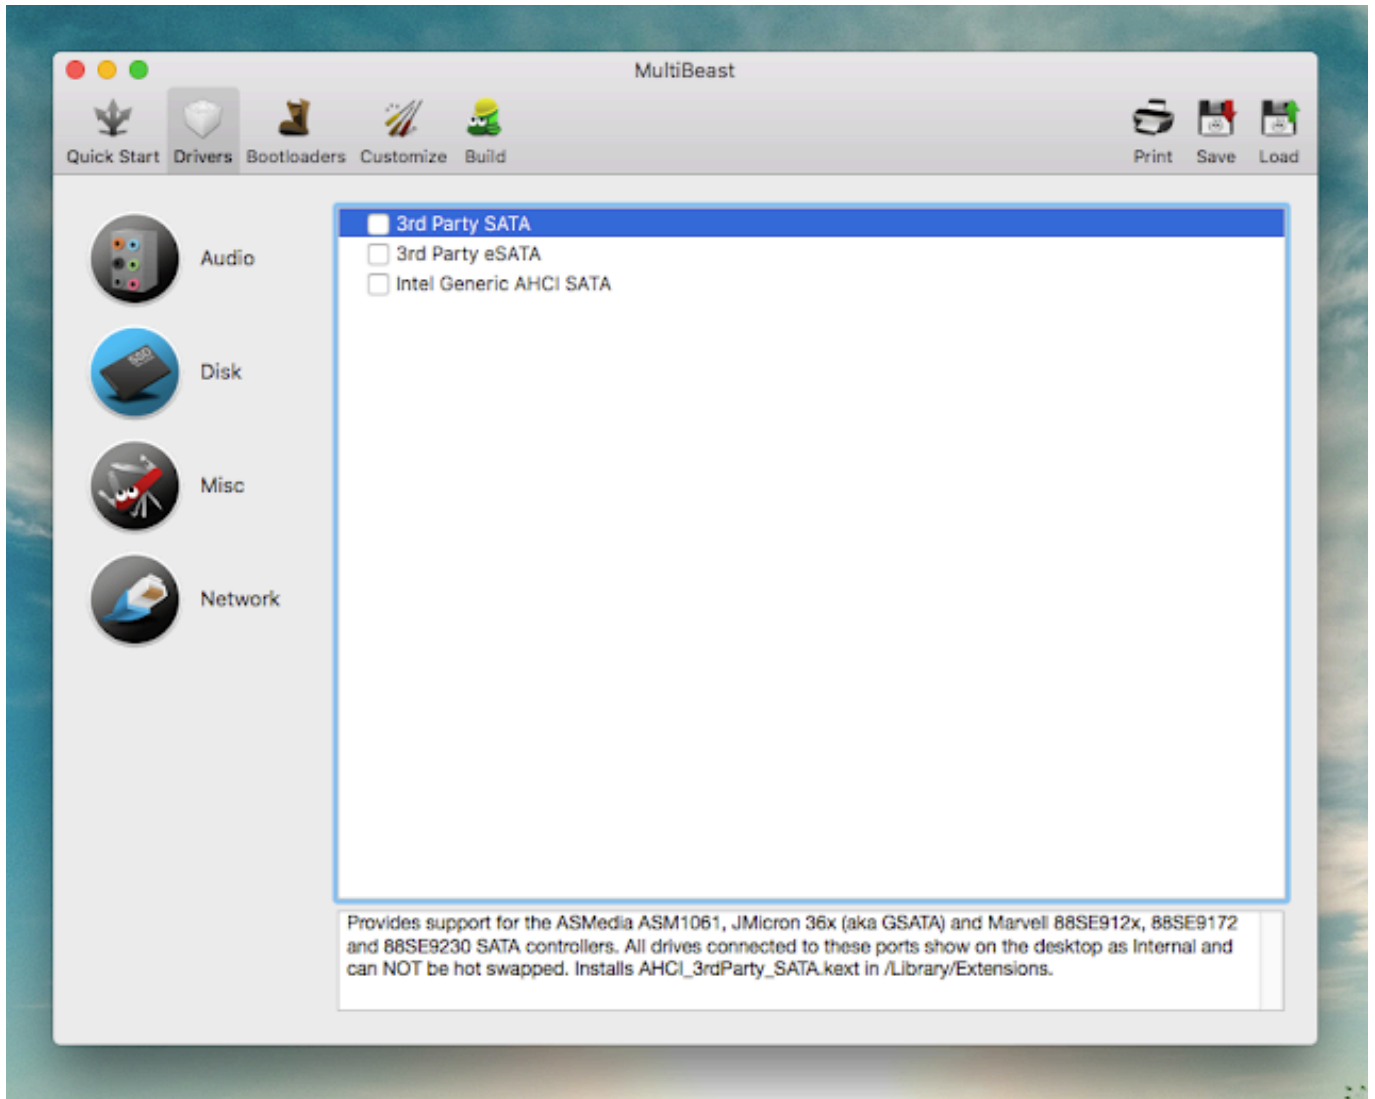 MultiBeast
Quick Start Drivers Bootloaders Customize Build Print Save Load
Audio
Disk
SSD
Misc
Network
3rd Party SATA
3rd Party eSATA
Intel Generic AHCI SATA
Provides support for the ASMedia ASM1061, JMicron 36x (aka GSATA) and Marvell 88SE912x, 88SE9172
and 88SE9230 SATA controllers. All drives connected to these ports show on the desktop as Internal and
can NOT be hot swapped. Installs AHCI_3rdParty_SATA.kext in /Library/Extensions.